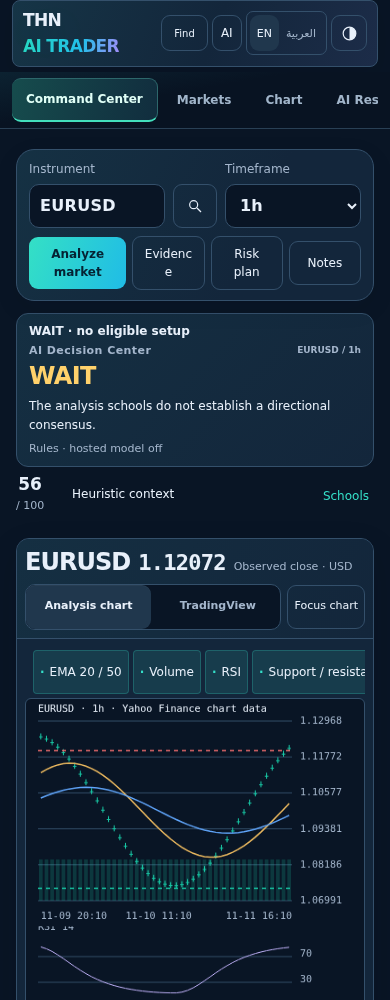 THN
AI TRADER
Find
AI
EN
العربية
Command Center
Markets
Chart
AI Res
Instrument
Timeframe
EURUSD
1h
Analyze
market
Evidenc
e
Risk
plan
Notes
WAIT · no eligible setup
AI Decision Center
EURUSD / 1h
WAIT
The analysis schools do not establish a directional
consensus.
Rules · hosted model off
56
/ 100
Heuristic context
Schools
EURUSD 1.12072 Observed close · USD
Analysis chart
TradingView
Focus chart
· EMA 20 / 50
· Volume
· RSI
· Support / resista
EURUSD · 1h · Yahoo Finance chart data
1.12968
1.11772
1.10577
1.09381
1.08186
1.06991
11-09 20:10
11-10 11:10
11-11 16:10
RSI 14
70
30